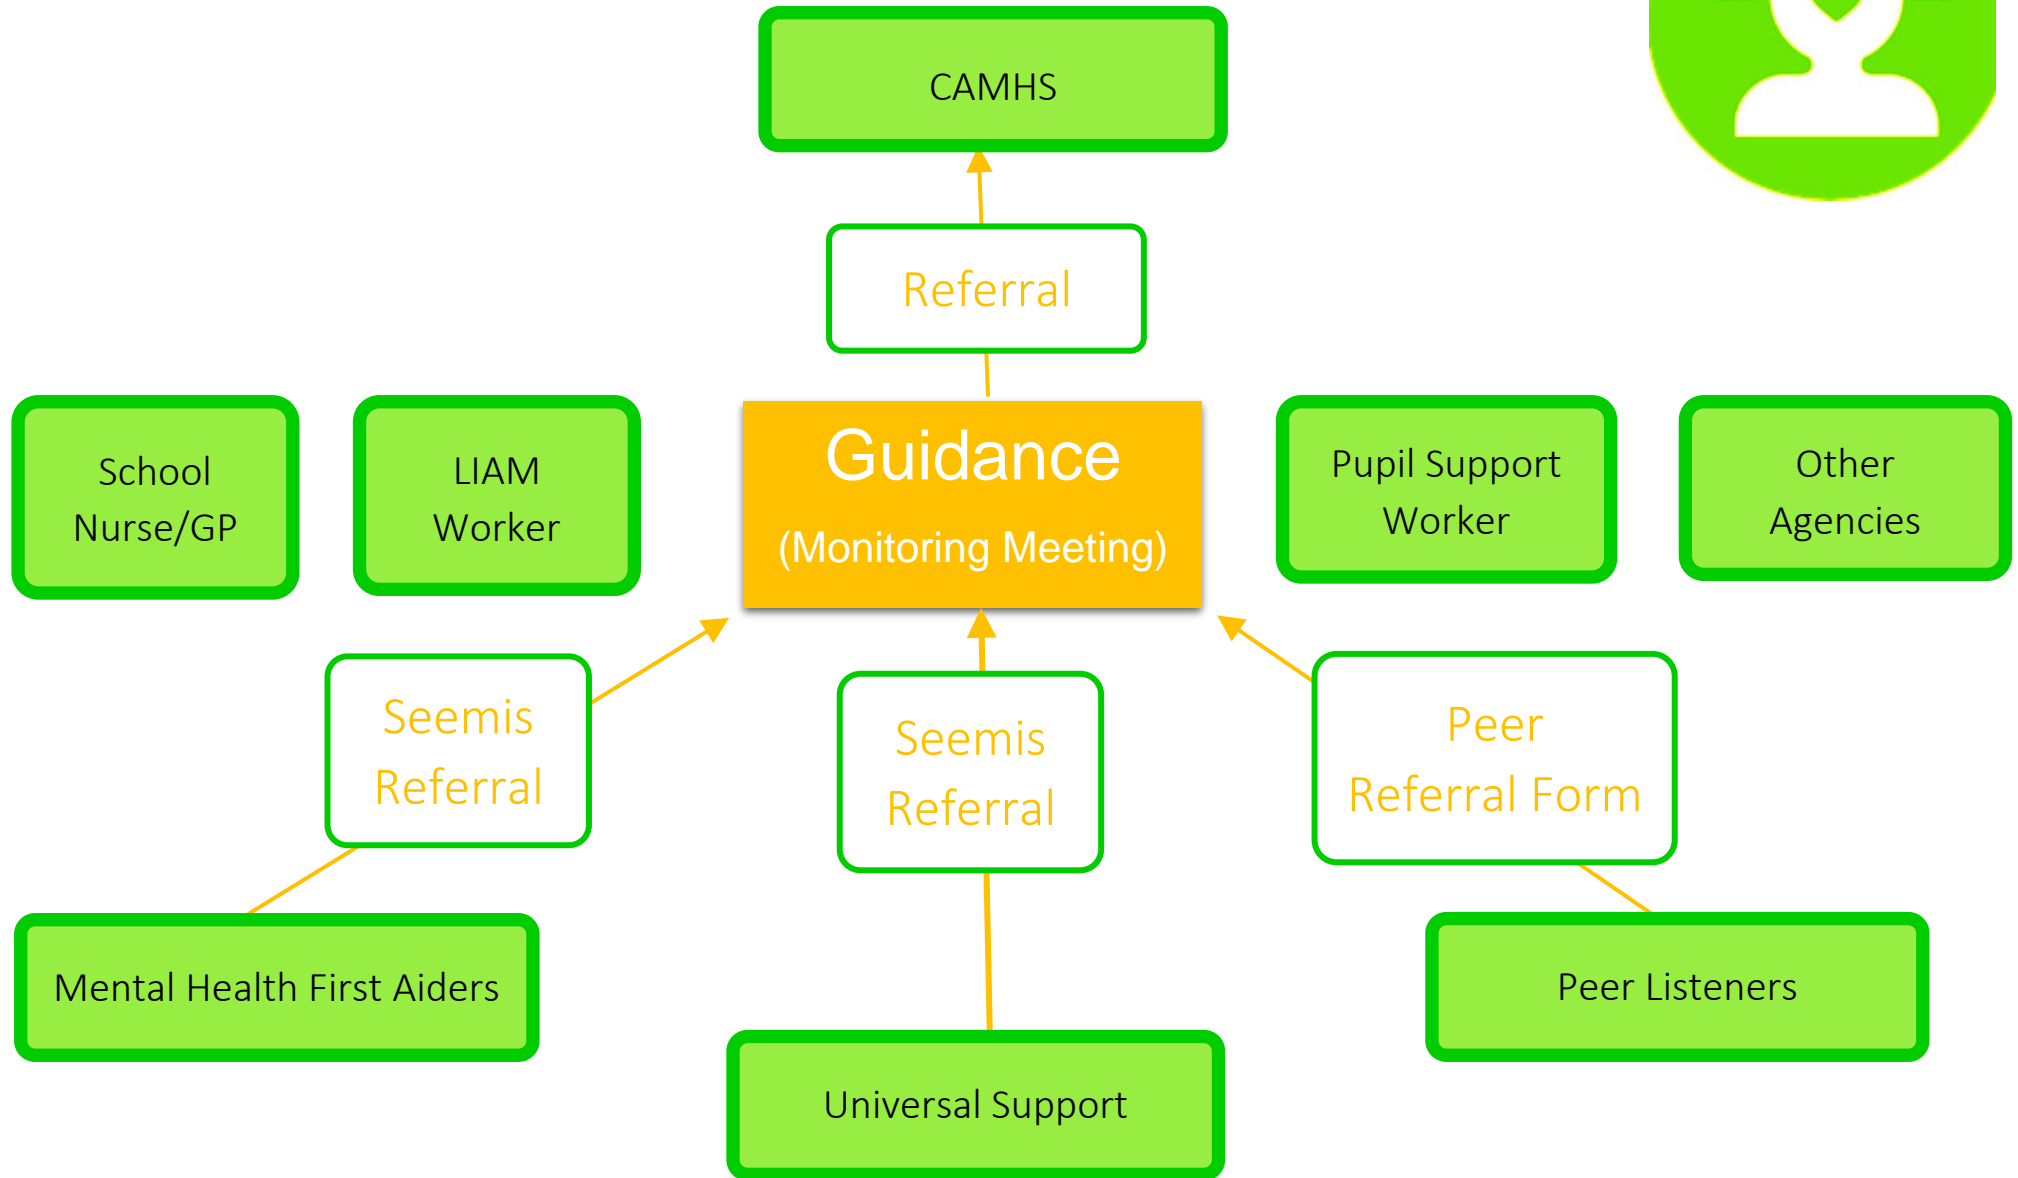 CAMHS
Referral
School
Nurse/GP
LIAM
Worker
Guidance
(Monitoring Meeting)
Pupil Support
Worker
Other
Agencies
Seemis
Referral
Seemis
Referral
Peer
Referral Form
Mental Health First Aiders
Universal Support
Peer Listeners